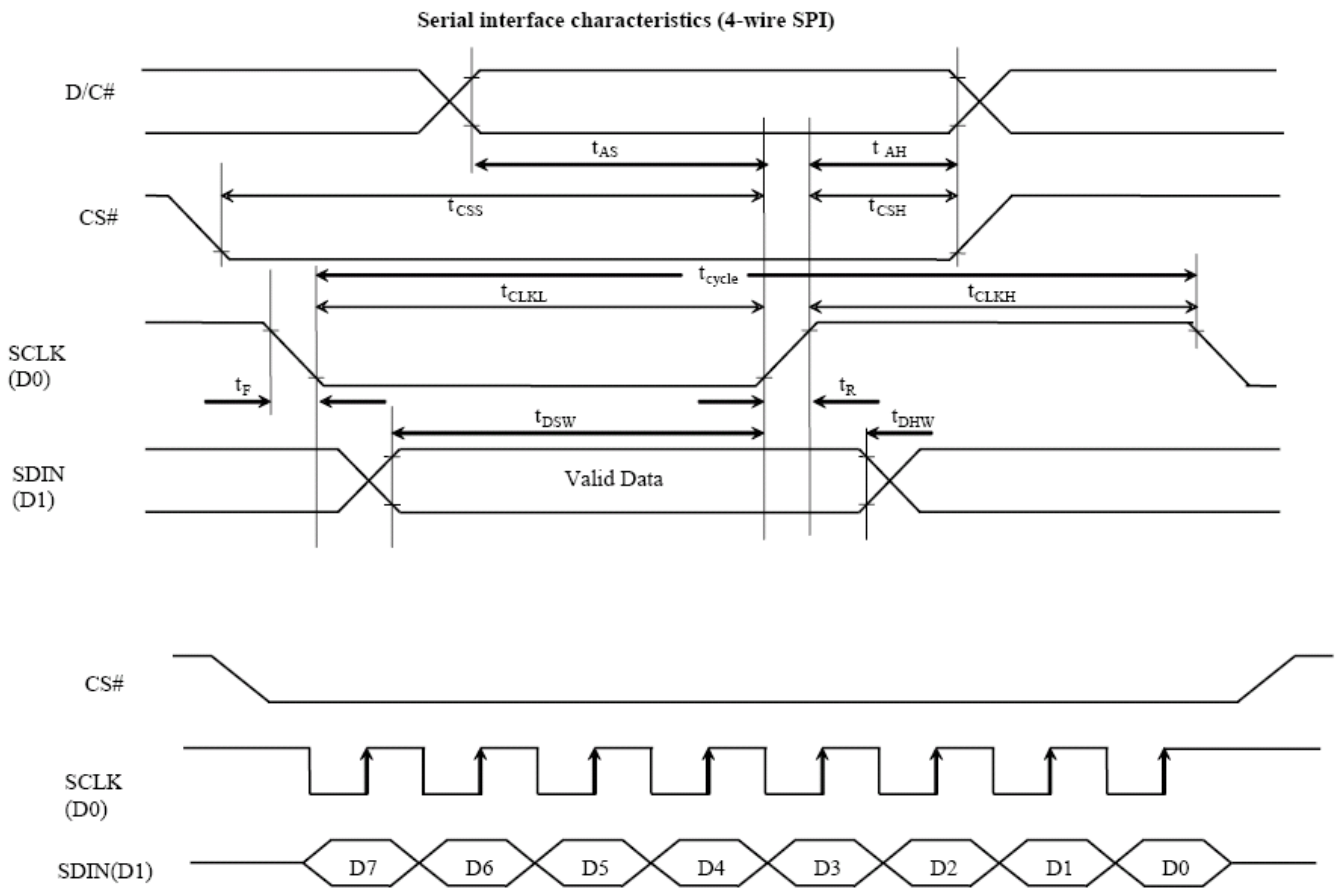 Serial interface characteristics (4-wire SPI)
D/C#
tAS
t AH
CS#
tCSS
tCSH
tcycle
tCLKL
tCLKH
SCLK
(D0)
tF
tR
tDSW
tDHW
SDIN
(D1)
Valid Data
CS#
SCLK
(D0)
SDIN(D1)
D7 D6 D5 D4 D3 D2 D1 D0